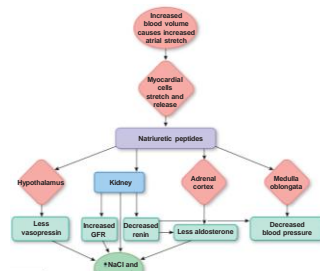 Increased
blood volume
causes increased
atrial stretch
Myocardial
cells
stretch and
release
Natriuretic peptides
Hypothalamus
Kidney
Adrenal
cortex
Medulla
oblongata
Less
vasopressin
Increased
GFR
Decreased
renin
Less aldosterone
Decreased
blood pressure
NaCl and